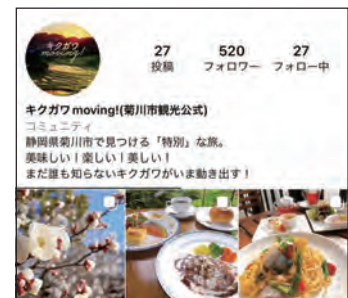 キクガワ
moving!
27 520 27
投稿 フォロワー フォロー中
キクガワmoving!(菊川市観光公式)
コミュニティ
静岡県菊川市で見つける「特別」な旅。
美味しい！楽しい！美しい！
まだ誰も知らないキクガワがいま動き出す！